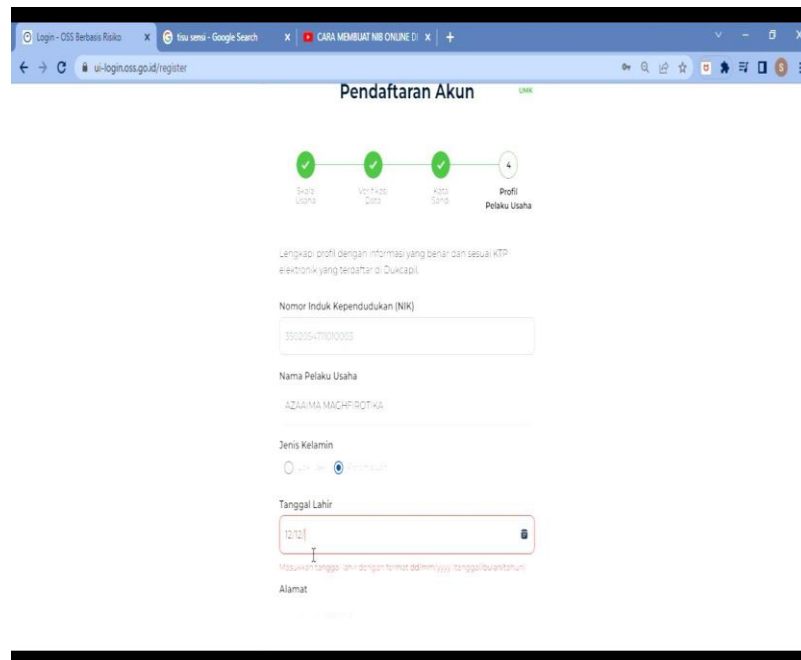 Login - OSS Berbasis Risiko
tisu sensi - Google Search
CARA MEMBUAT NIB ONLINE DI
ui-login.oss.go.id/register
Pendaftaran Akun
UMK
4
Skala Usaha
Verifikasi Data
Kata Sandi
Profil Pelaku Usaha
Lengkapi profil dengan informasi yang benar dan sesuai KTP
elektronik yang terdaftar di Dukcapil.
Nomor Induk Kependudukan (NIK)
Nama Pelaku Usaha
AZAAIMA MAGHFIROTIKA
Jenis Kelamin
Perempuan
Tanggal Lahir
12/12/
Masukkan tanggal lahir dengan format dd/mm/yyyy (tanggal/bulan/tahun)
Alamat